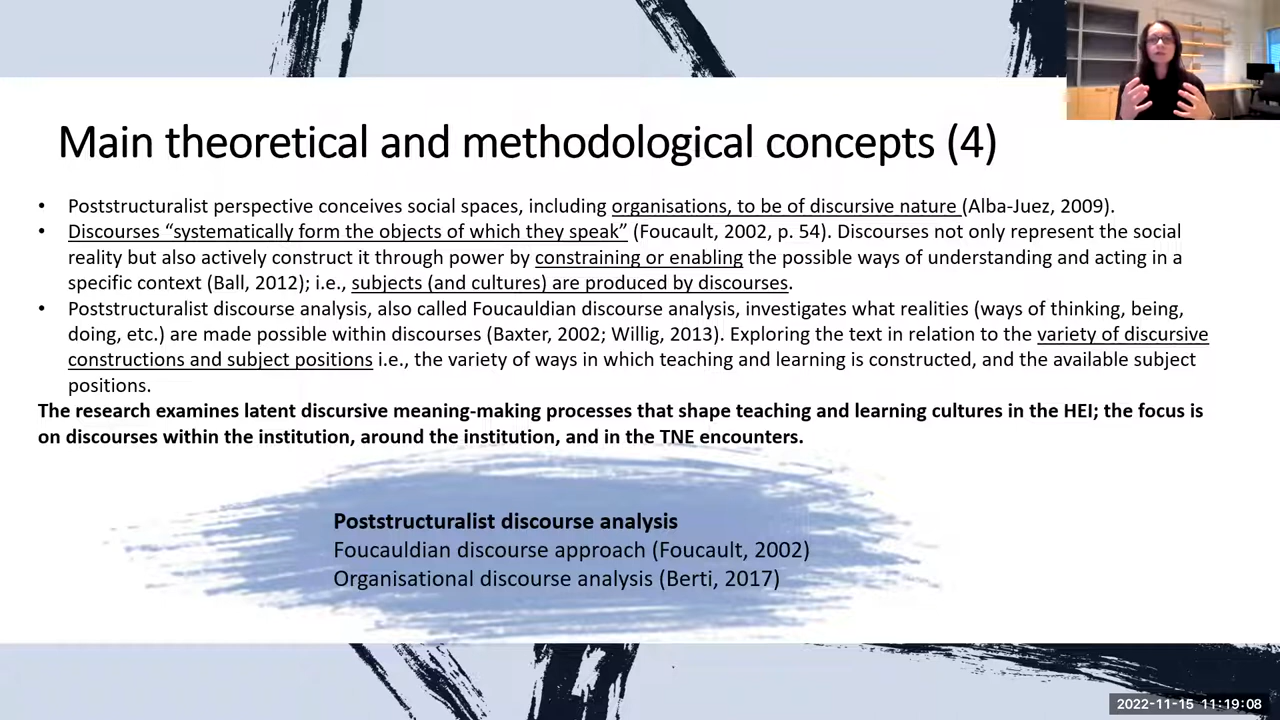 Main theoretical and methodological concepts (4)
• Poststructuralist perspective conceives social spaces, including organisations, to be of discursive nature (Alba-Juez, 2009).
• Discourses “systematically form the objects of which they speak” (Foucault, 2002, p. 54). Discourses not only represent the social
reality but also actively construct it through power by constraining or enabling the possible ways of understanding and acting in a
specific context (Ball, 2012); i.e., subjects (and cultures) are produced by discourses.
• Poststructuralist discourse analysis, also called Foucauldian discourse analysis, investigates what realities (ways of thinking, being,
doing, etc.) are made possible within discourses (Baxter, 2002; Willig, 2013). Exploring the text in relation to the variety of discursive
constructions and subject positions i.e., the variety of ways in which teaching and learning is constructed, and the available subject
positions.
The research examines latent discursive meaning-making processes that shape teaching and learning cultures in the HEI; the focus is
on discourses within the institution, around the institution, and in the TNE encounters.
Poststructuralist discourse analysis
Foucauldian discourse approach (Foucault, 2002)
Organisational discourse analysis (Berti, 2017)
2022-11-15 11:19:08